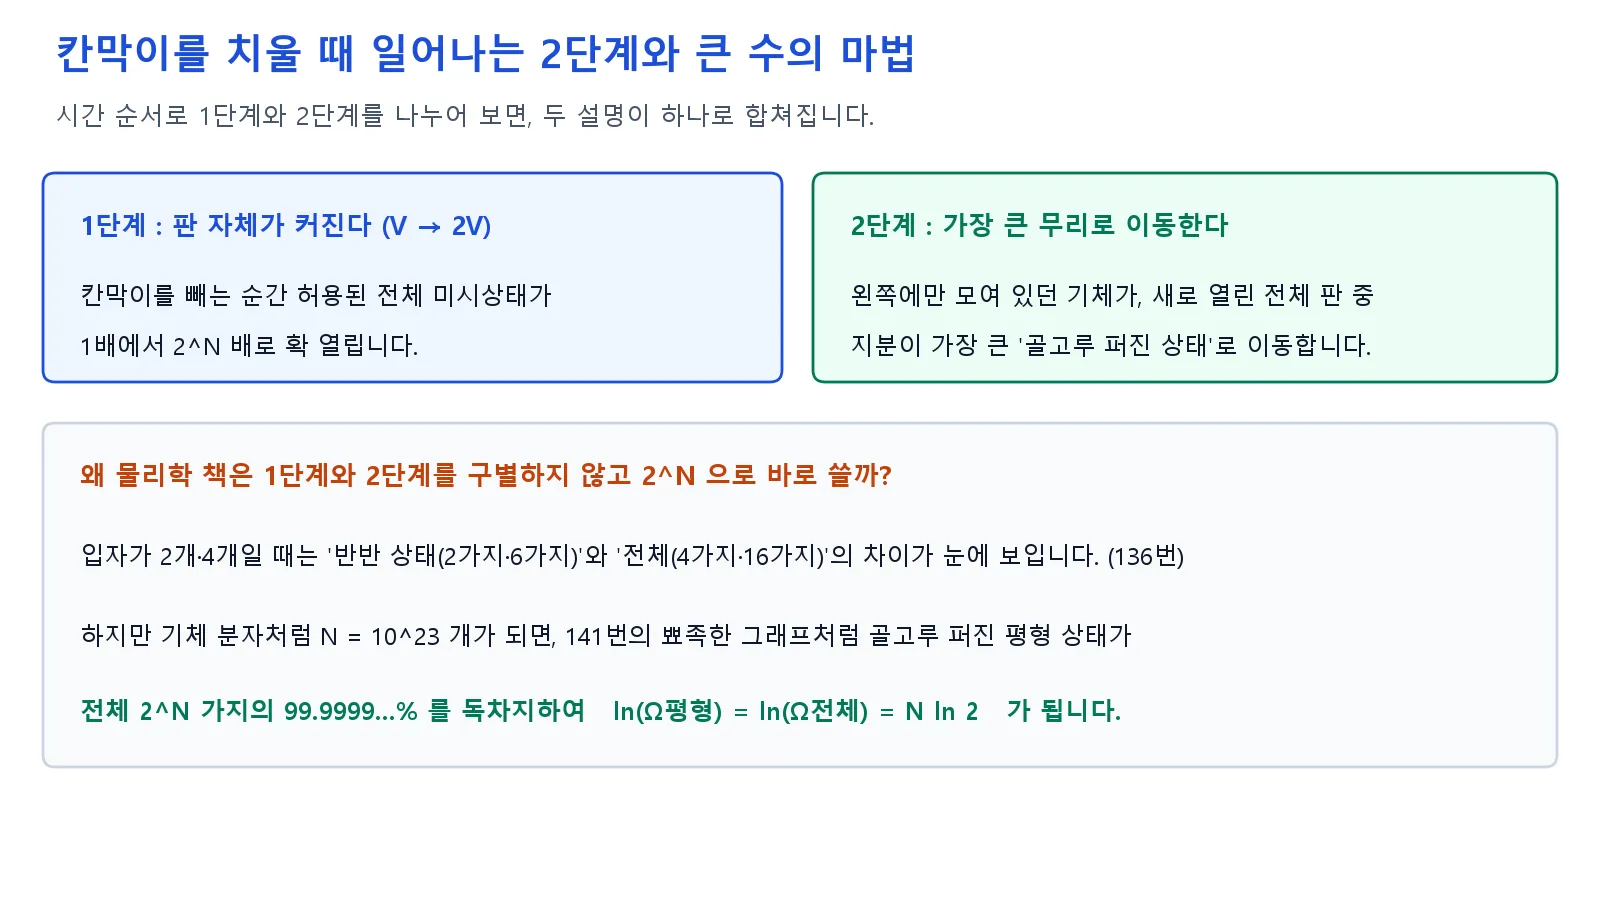 칸막이를 치울 때 일어나는 2단계와 큰 수의 마법
시간 순서로 1단계와 2단계를 나누어 보면, 두 설명이 하나로 합쳐집니다.
1단계 : 판 자체가 커진다 (V → 2V)
칸막이를 빼는 순간 허용된 전체 미시상태가
1배에서 2^N 배로 확 열립니다.
2단계 : 가장 큰 무리로 이동한다
왼쪽에만 모여 있던 기체가, 새로 열린 전체 판 중
지분이 가장 큰 '골고루 퍼진 상태'로 이동합니다.
왜 물리학 책은 1단계와 2단계를 구별하지 않고 2^N 으로 바로 쓸까?
입자가 2개·4개일 때는 '반반 상태(2가지·6가지)'와 '전체(4가지·16가지)'의 차이가 눈에 보입니다. (136번)
하지만 기체 분자처럼 N = 10^23 개가 되면, 141번의 뾰족한 그래프처럼 골고루 퍼진 평형 상태가
전체 2^N 가지의 99.9999...% 를 독차지하여 ln(Ω평형) = ln(Ω전체) = N ln 2 가 됩니다.